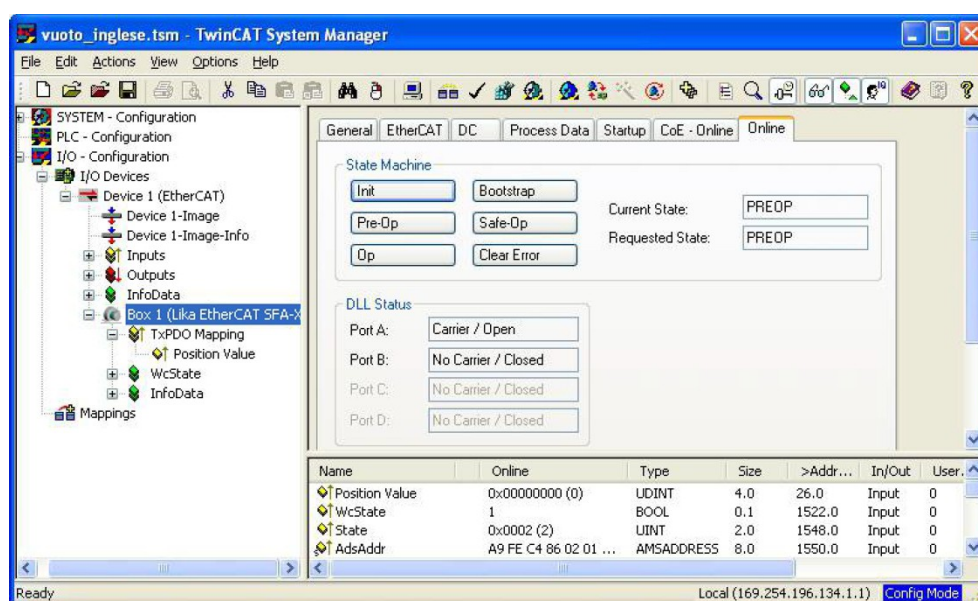 vuoto_inglese.tsm - TwinCAT System Manager
File Edit Actions View Options Help
SYSTEM - Configuration
PLC - Configuration
I/O - Configuration
I/O Devices
Device 1 (EtherCAT)
Device 1-Image
Device 1-Image-Info
Inputs
Outputs
InfoData
Box 1 (Lika EtherCAT SFA-X
TxPDO Mapping
Position Value
WcState
InfoData
Mappings
General EtherCAT DC Process Data Startup CoE - Online Online
State Machine
Init Bootstrap
Pre-Op Safe-Op
Op Clear Error
Current State: PREOP
Requested State: PREOP
DLL Status
Port A: Carrier / Open
Port B: No Carrier / Closed
Port C: No Carrier / Closed
Port D: No Carrier / Closed
Name Online Type Size >Addr... In/Out User.
Position Value 0x00000000 (0) UDINT 4.0 26.0 Input 0
WcState 1 BOOL 0.1 1522.0 Input 0
State 0x0002 (2) UINT 2.0 1548.0 Input 0
AdsAddr A9 FE C4 86 02 01 ... AMSADDRESS 8.0 1550.0 Input 0
Ready Local (169.254.196.134.1.1) Config Mode